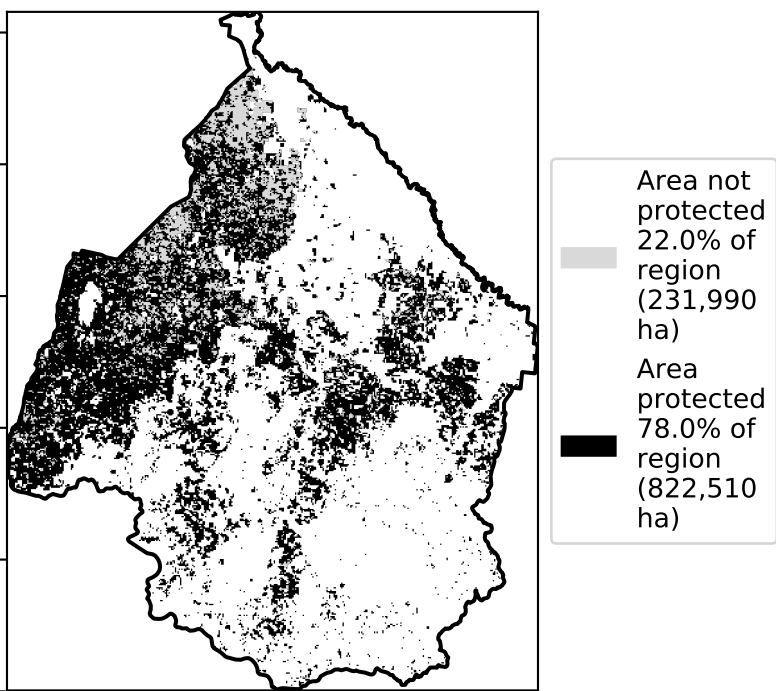 Area not
protected
22.0% of
region
(231,990
ha)
Area
protected
78.0% of
region
(822,510
ha)